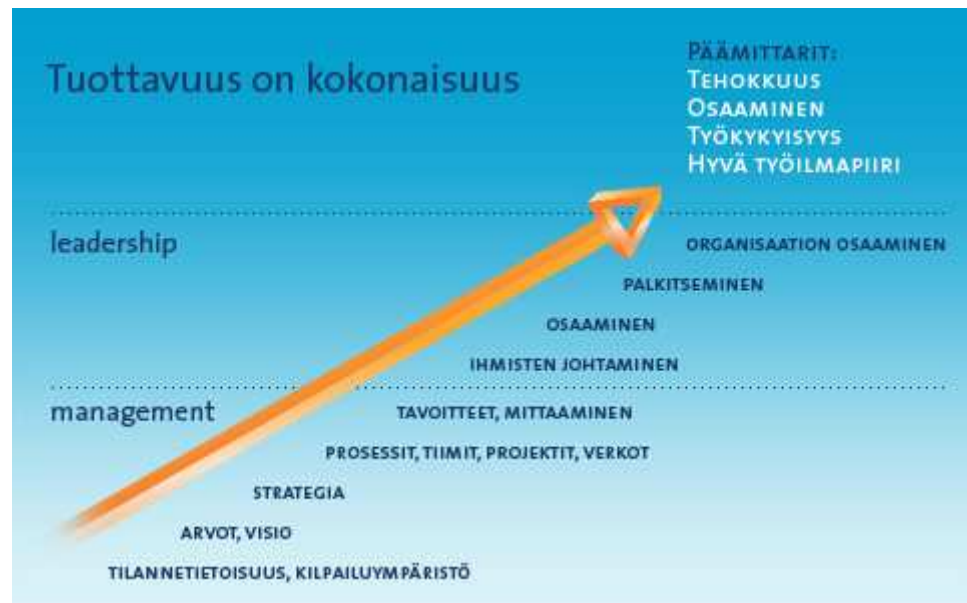 Tuottavuus on kokonaisuus
PÄÄMITTARIT:
TEHOKKUUS
OSAAMINEN
TYÖKYKYISYYS
HYVÄ TYÖILMAPIIRI
leadership
ORGANISAATION OSAAMINEN
PALKITSEMINEN
OSAAMINEN
IHMISTEN JOHTAMINEN
management
TAVOITTEET, MITTAAMINEN
PROSESSIT, TIIMIT, PROJEKTIT, VERKOT
STRATEGIA
ARVOT, VISIO
TILANNETIETOISUUS, KILPAILUYMPÄRISTÖ